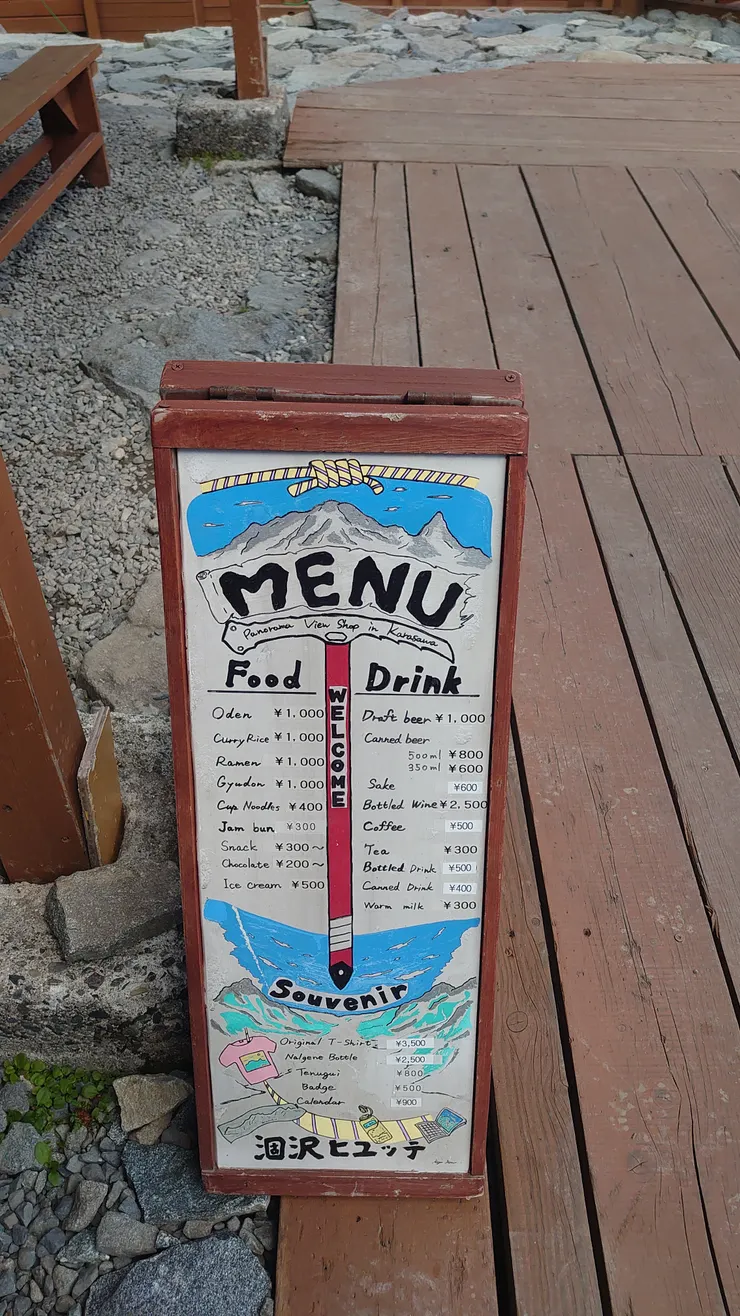 MENU
Panorama View Shop in Karasawa
WELCOME
Food
Oden ¥1.000
Curry Rice ¥1.000
Ramen ¥1.000
Gyudon ¥1.000
Cup Noodles ¥400
Jam bun ¥300
Snack ¥300～
Chocolate ¥200～
Ice cream ¥500
Drink
Draft beer ¥1,000
Canned beer
500ml ¥800
350ml ¥600
Sake ¥600
Bottled Wine ¥2,500
Coffee ¥500
Tea ¥300
Bottled Drink ¥500
Canned Drink ¥400
Warm milk ¥300
Souvenir
Original T-Shirts ¥3,500
Nalgene Bottle ¥2,500
Tenugui ¥800
Badge ¥500
Calendar ¥900
涸沢ヒュッテ